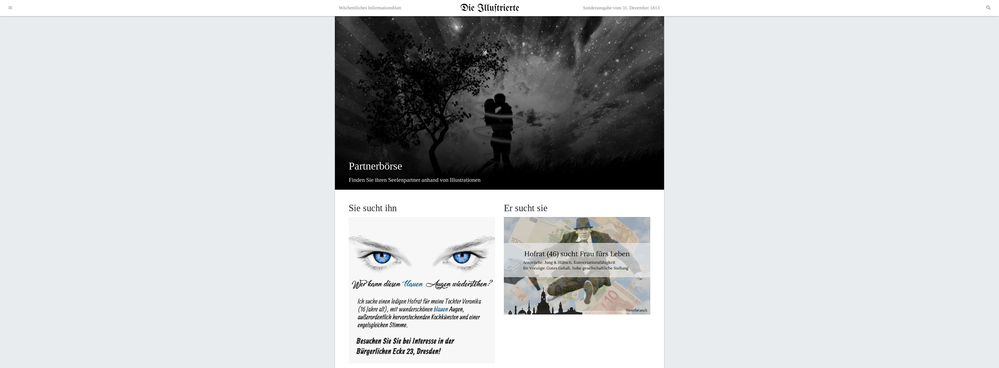 Wöchentliches Informationsblatt
Die Illustrierte
Sonderausgabe vom 31. Dezember 1813
Partnerbörse
Finden Sie ihren Seelenpartner anhand von Illustrationen
Sie sucht ihn
Wer kann diesen blauen Augen wiederstehen?
Ich suche einen ledigen Hofrat für meine Tochter Veronika
(16 Jahre alt), mit wunderschönen blauen Augen,
außerordentlich hervorstechenden Kochkünsten und einer
engelsgleichen Stimme.
Besuchen Sie Sie bei Interesse in der
Bürgerlichen Ecke 23, Dresden!
Er sucht sie
100 EURO
100
Hofrat (46) sucht Frau fürs Leben
Ansprüche: Jung & Hübsch, Konversationsfähigkeit
Ihr Vorzüge: Gutes Gehalt, hohe gesellschaftliche Stellung
10
Heerbrandt